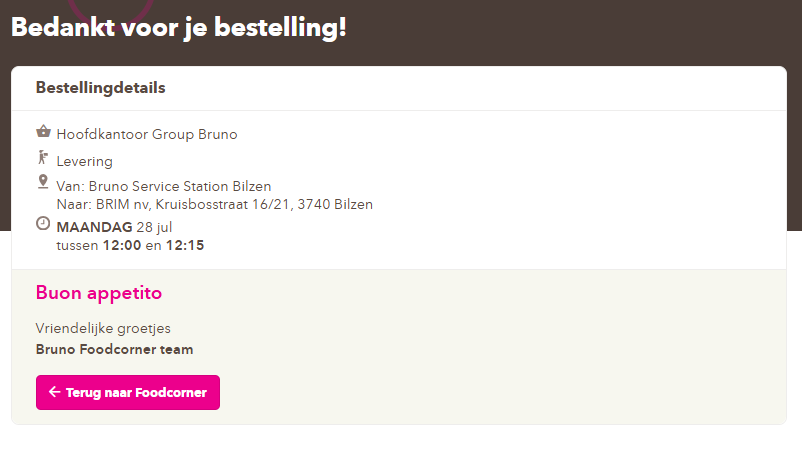 Bedankt voor je bestelling!
Bestellingdetails
Hoofdkantoor Group Bruno
Levering
Van: Bruno Service Station Bilzen
Naar: BRIM nv, Kruisbosstraat 16/21, 3740 Bilzen
MAANDAG 28 jul
tussen 12:00 en 12:15
Buon appetito
Vriendelijke groetjes
Bruno Foodcorner team
← Terug naar Foodcorner